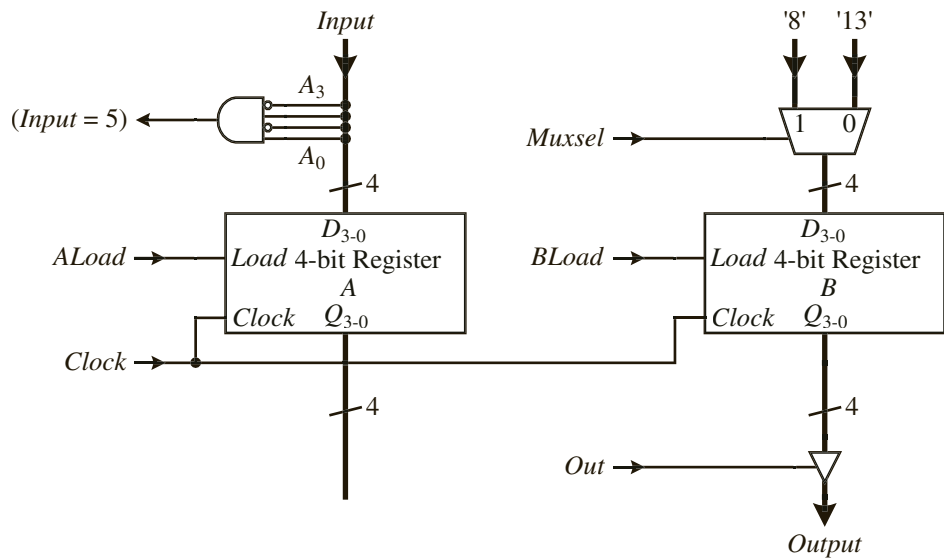 Input '8' '13'
A3
(Input = 5)
1 0
Muxsel
A0
4 4
D3-0 D3-0
ALoad Load 4-bit Register BLoad Load 4-bit Register
A B
Clock Q3-0 Clock Q3-0
Clock
4 4
Out
Output